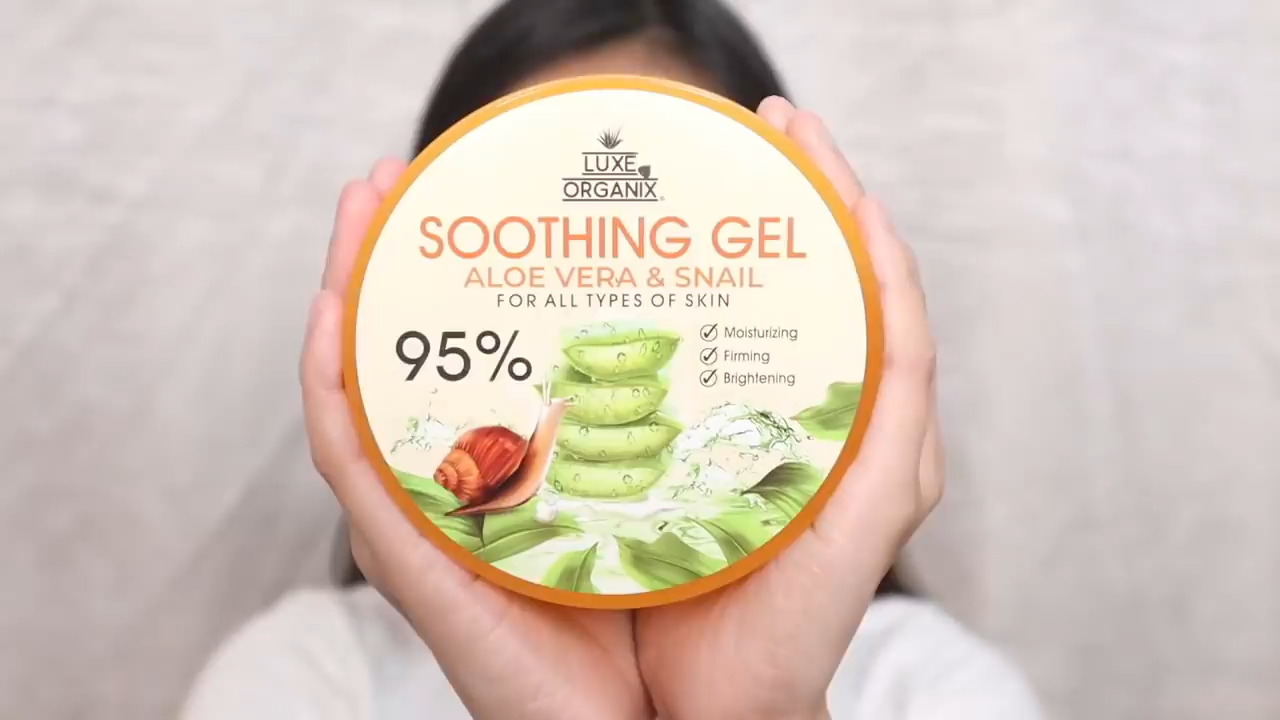 LUXE
ORGANIX
SOOTHING GEL
ALOE VERA & SNAIL
FOR ALL TYPES OF SKIN
95%
Moisturizing
Firming
Brightening